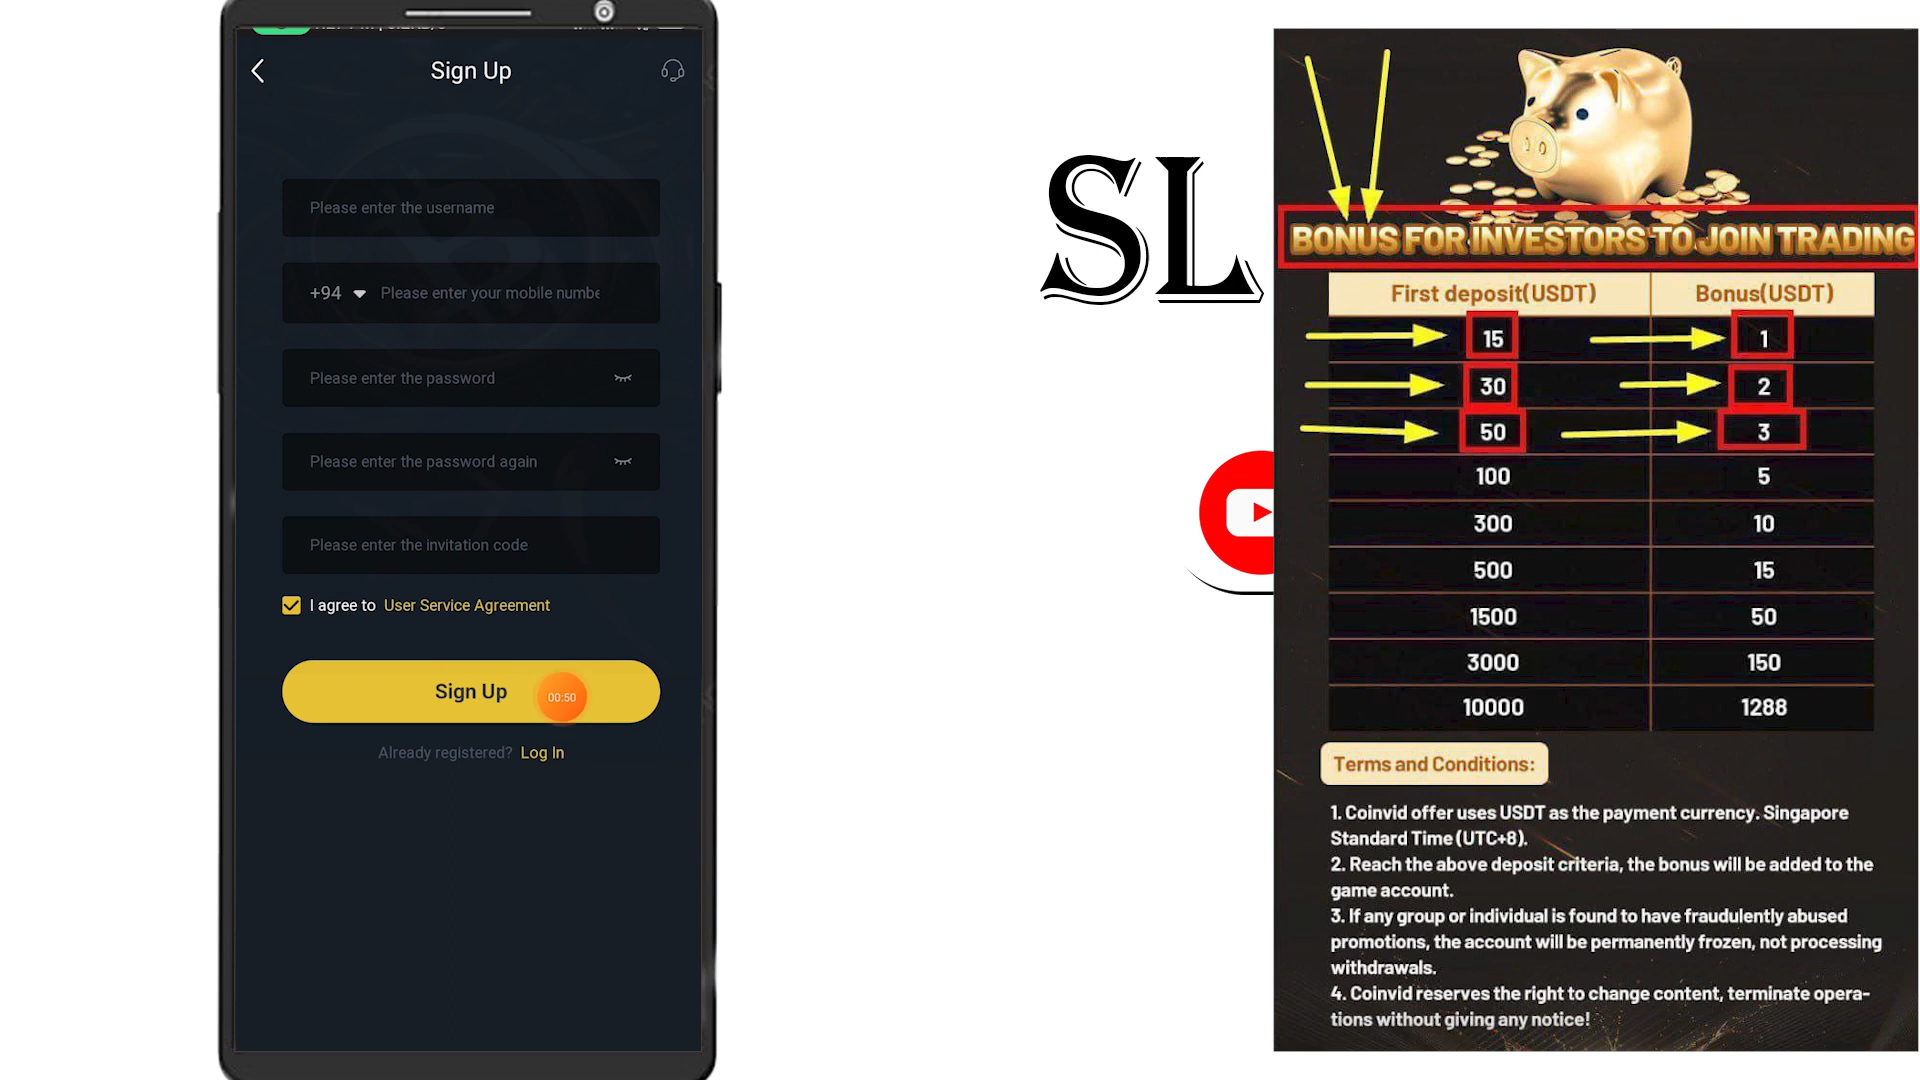 Sign Up
Please enter the username
+94 Please enter your mobile numbe
Please enter the password
Please enter the password again
Please enter the invitation code
I agree to User Service Agreement
Sign Up
00:50
Already registered? Log In
SL
BONUS FOR INVESTORS TO JOIN TRADING
First deposit(USDT) Bonus(USDT)
15 1
30 2
50 3
100 5
300 10
500 15
1500 50
3000 150
10000 1288
Terms and Conditions:
1. Coinvid offer uses USDT as the payment currency. Singapore
Standard Time (UTC+8).
2. Reach the above deposit criteria, the bonus will be added to the
game account.
3. If any group or individual is found to have fraudulently abused
promotions, the account will be permanently frozen, not processing
withdrawals.
4. Coinvid reserves the right to change content, terminate opera-
tions without giving any notice!